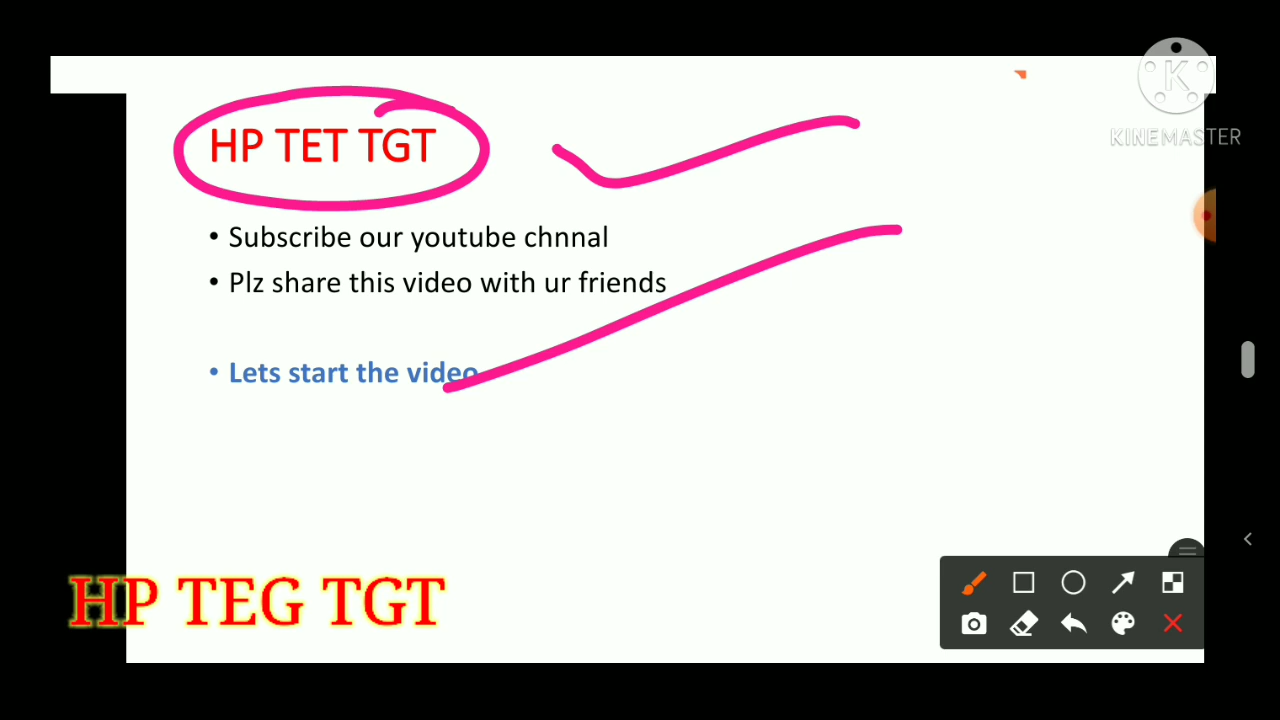 KINEMASTER
HP TET TGT
• Subscribe our youtube chnnal
• Plz share this video with ur friends
• Lets start the video
HP TEG TGT